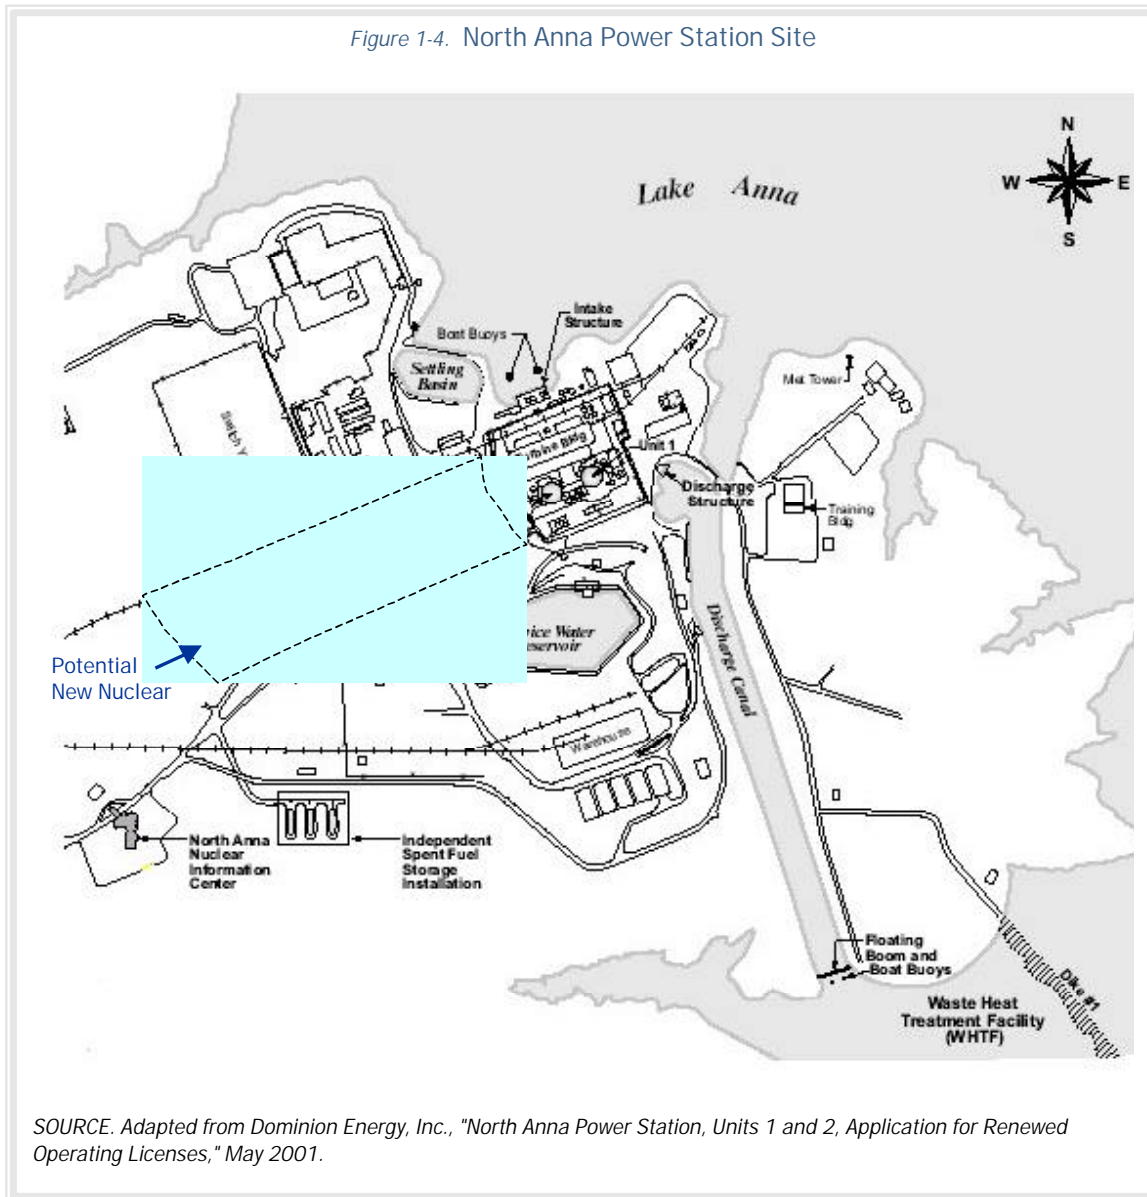 Figure 1-4. North Anna Power Station Site
N
W
E
S
Lake Anna
Intake
Structure
Boat Buoys
Settling
Basin
Met Tower
Unit 1
Bldg
Discharge
Structure
Training
Bldg
Discharge Canal
Water
Potential
New Nuclear
Warehouse
North Anna
Nuclear
Information
Center
Independent
Spent Fuel
Storage
Installation
Floating
Boom and
Boat Buoys
Dike #1
Waste Heat
Treatment Facility
(WHTF)
SOURCE. Adapted from Dominion Energy, Inc., "North Anna Power Station, Units 1 and 2, Application for Renewed
Operating Licenses," May 2001.